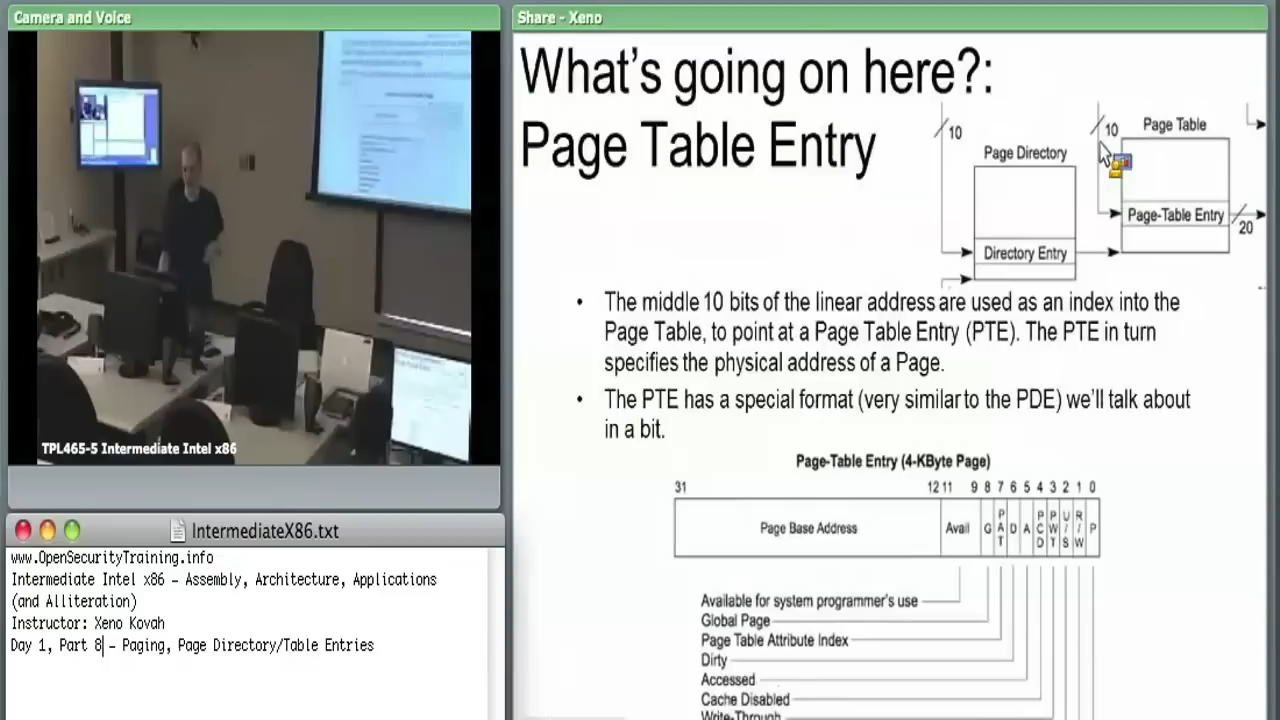 Camera and Voice
TPL465-5 Intermediate Intel x86
IntermediateX86.txt
www.OpenSecurityTraining.info
Intermediate Intel x86 – Assembly, Architecture, Applications
(and Alliteration)
Instructor: Xeno Kovah
Day 1, Part 8 – Paging, Page Directory/Table Entries
Share - Xeno
What's going on here?:
Page Table Entry
10
Page Directory
Directory Entry
10
Page Table
Page-Table Entry
20
• The middle 10 bits of the linear address are used as an index into the
Page Table, to point at a Page Table Entry (PTE). The PTE in turn
specifies the physical address of a Page.
• The PTE has a special format (very similar to the PDE) we'll talk about
in a bit.
Page-Table Entry (4-KByte Page)
31 12 11 9 8 7 6 5 4 3 2 1 0
Page Base Address Avail G PAT D A PCD PWT U/S R/W P
Available for system programmer's use
Global Page
Page Table Attribute Index
Dirty
Accessed
Cache Disabled
Write-Through